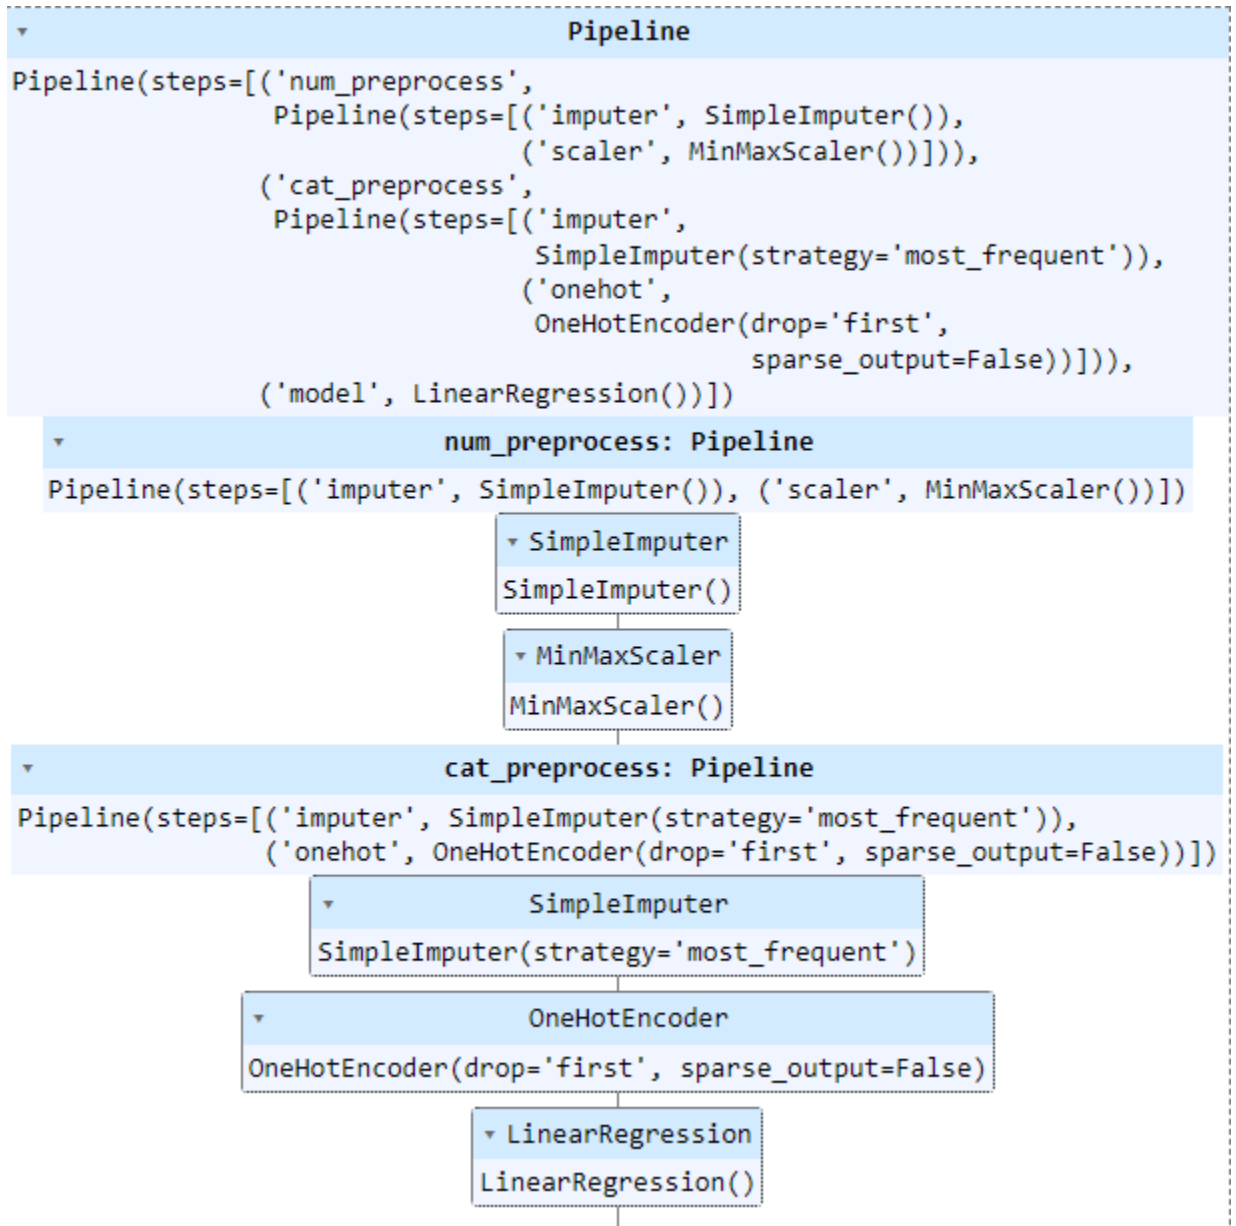 Pipeline
Pipeline(steps=[('num_preprocess',
Pipeline(steps=[('imputer', SimpleImputer()),
('scaler', MinMaxScaler())])),
('cat_preprocess',
Pipeline(steps=[('imputer',
SimpleImputer(strategy='most_frequent')),
('onehot',
OneHotEncoder(drop='first',
sparse_output=False))])),
('model', LinearRegression())])
num_preprocess: Pipeline
Pipeline(steps=[('imputer', SimpleImputer()), ('scaler', MinMaxScaler())])
SimpleImputer
SimpleImputer()
MinMaxScaler
MinMaxScaler()
cat_preprocess: Pipeline
Pipeline(steps=[('imputer', SimpleImputer(strategy='most_frequent')),
('onehot', OneHotEncoder(drop='first', sparse_output=False))])
SimpleImputer
SimpleImputer(strategy='most_frequent')
OneHotEncoder
OneHotEncoder(drop='first', sparse_output=False)
LinearRegression
LinearRegression()